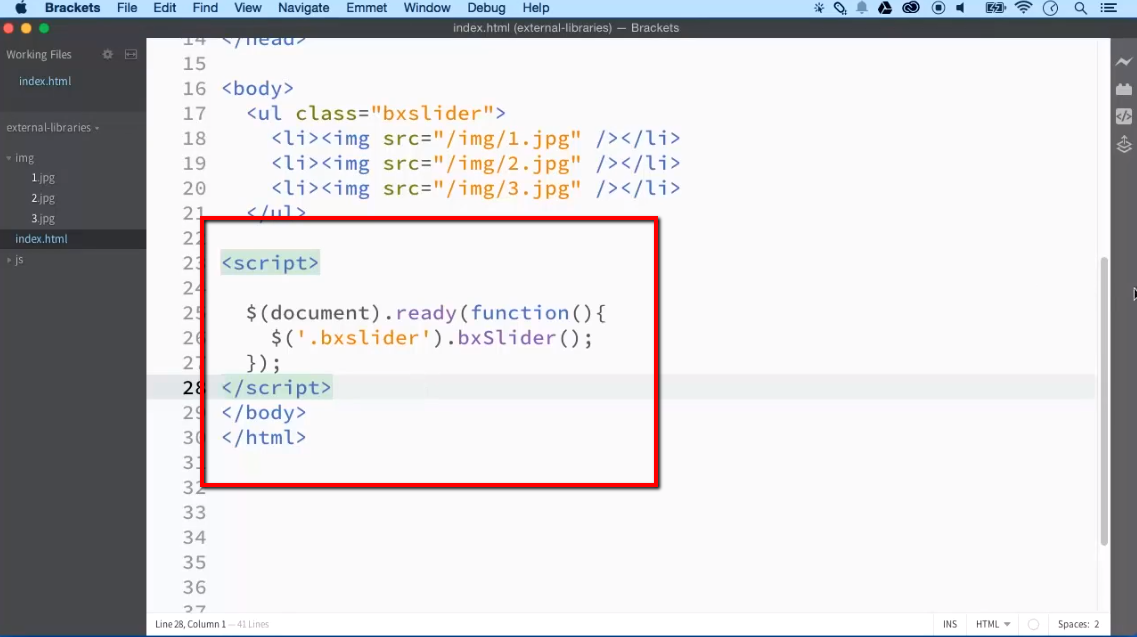 Brackets File Edit Find View Navigate Emmet Window Debug Help
index.html (external-libraries) — Brackets
Working Files
index.html
external-libraries
img
1.jpg
2.jpg
3.jpg
index.html
js
14 </head>
15
16 <body>
17 <ul class="bxslider">
18 <li><img src="/img/1.jpg" /></li>
19 <li><img src="/img/2.jpg" /></li>
20 <li><img src="/img/3.jpg" /></li>
21 </ul>
22
23 <script>
24
25 $(document).ready(function(){
26 $('.bxslider').bxSlider();
27 });
28 </script>
29 </body>
30 </html>
31
32
33
34
35
36
37
Line 28, Column 1 — 41 Lines
INS HTML Spaces: 2